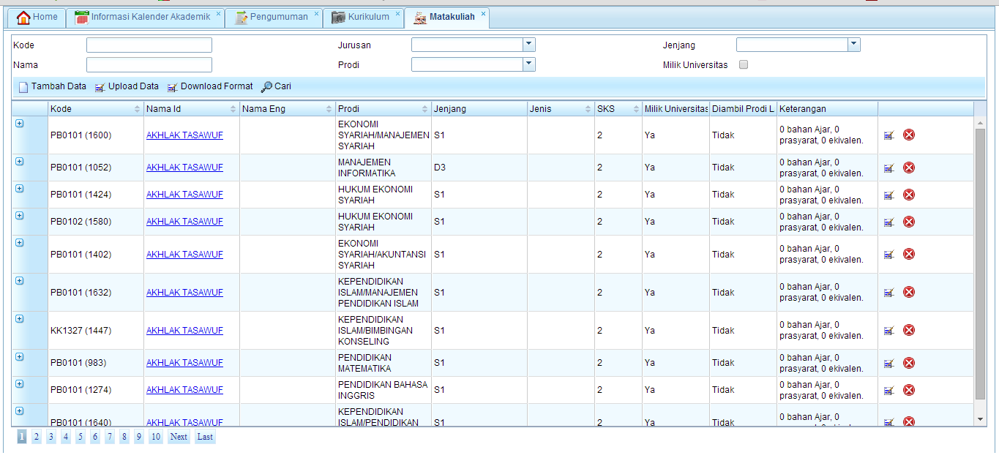 Home Informasi Kalender Akademik Pengumuman Kurikulum Matakuliah
Kode Jurusan Jenjang
Nama Prodi Milik Universitas
Tambah Data Upload Data Download Format Cari
Kode Nama Id Nama Eng Prodi Jenjang Jenis SKS Milik Universitas Diambil Prodi L Keterangan
EKONOMI
PB0101 (1600) AKHLAK TASAWUF SYARIAH/MANAJEMEN S1 2 Ya Tidak 0 bahan Ajar, 0
SYARIAH prasyarat, 0 ekivalen.
MANAJEMEN 0 bahan Ajar, 0
PB0101 (1052) AKHLAK TASAWUF INFORMATIKA D3 2 Ya Tidak prasyarat, 0 ekivalen.
HUKUM EKONOMI 0 bahan Ajar, 0
PB0101 (1424) AKHLAK TASAWUF SYARIAH S1 2 Ya Tidak prasyarat, 0 ekivalen.
HUKUM EKONOMI 0 bahan Ajar, 0
PB0102 (1580) AKHLAK TASAWUF SYARIAH S1 2 Ya Tidak prasyarat, 0 ekivalen.
EKONOMI
PB0101 (1402) AKHLAK TASAWUF SYARIAH/AKUNTANSI S1 2 Ya Tidak 0 bahan Ajar, 0
SYARIAH prasyarat, 0 ekivalen.
KEPENDIDIKAN
PB0101 (1632) AKHLAK TASAWUF ISLAM/MANAJEMEN S1 2 Ya Tidak 0 bahan Ajar, 0
PENDIDIKAN ISLAM prasyarat, 0 ekivalen.
KEPENDIDIKAN
KK1327 (1447) AKHLAK TASAWUF ISLAM/BIMBINGAN S1 2 Ya Tidak 0 bahan Ajar, 0
KONSELING prasyarat, 0 ekivalen.
PENDIDIKAN 0 bahan Ajar, 0
PB0101 (983) AKHLAK TASAWUF MATEMATIKA S1 2 Ya Tidak prasyarat, 0 ekivalen.
PENDIDIKAN BAHASA 0 bahan Ajar, 0
PB0101 (1274) AKHLAK TASAWUF INGGRIS S1 2 Ya Tidak prasyarat, 0 ekivalen.
KEPENDIDIKAN
PB0101 (1640) AKHLAK TASAWUF ISLAM/PENDIDIKAN S1 2 Ya Tidak 0 bahan Ajar, 0
1 2 3 4 5 6 7 8 9 10 Next Last